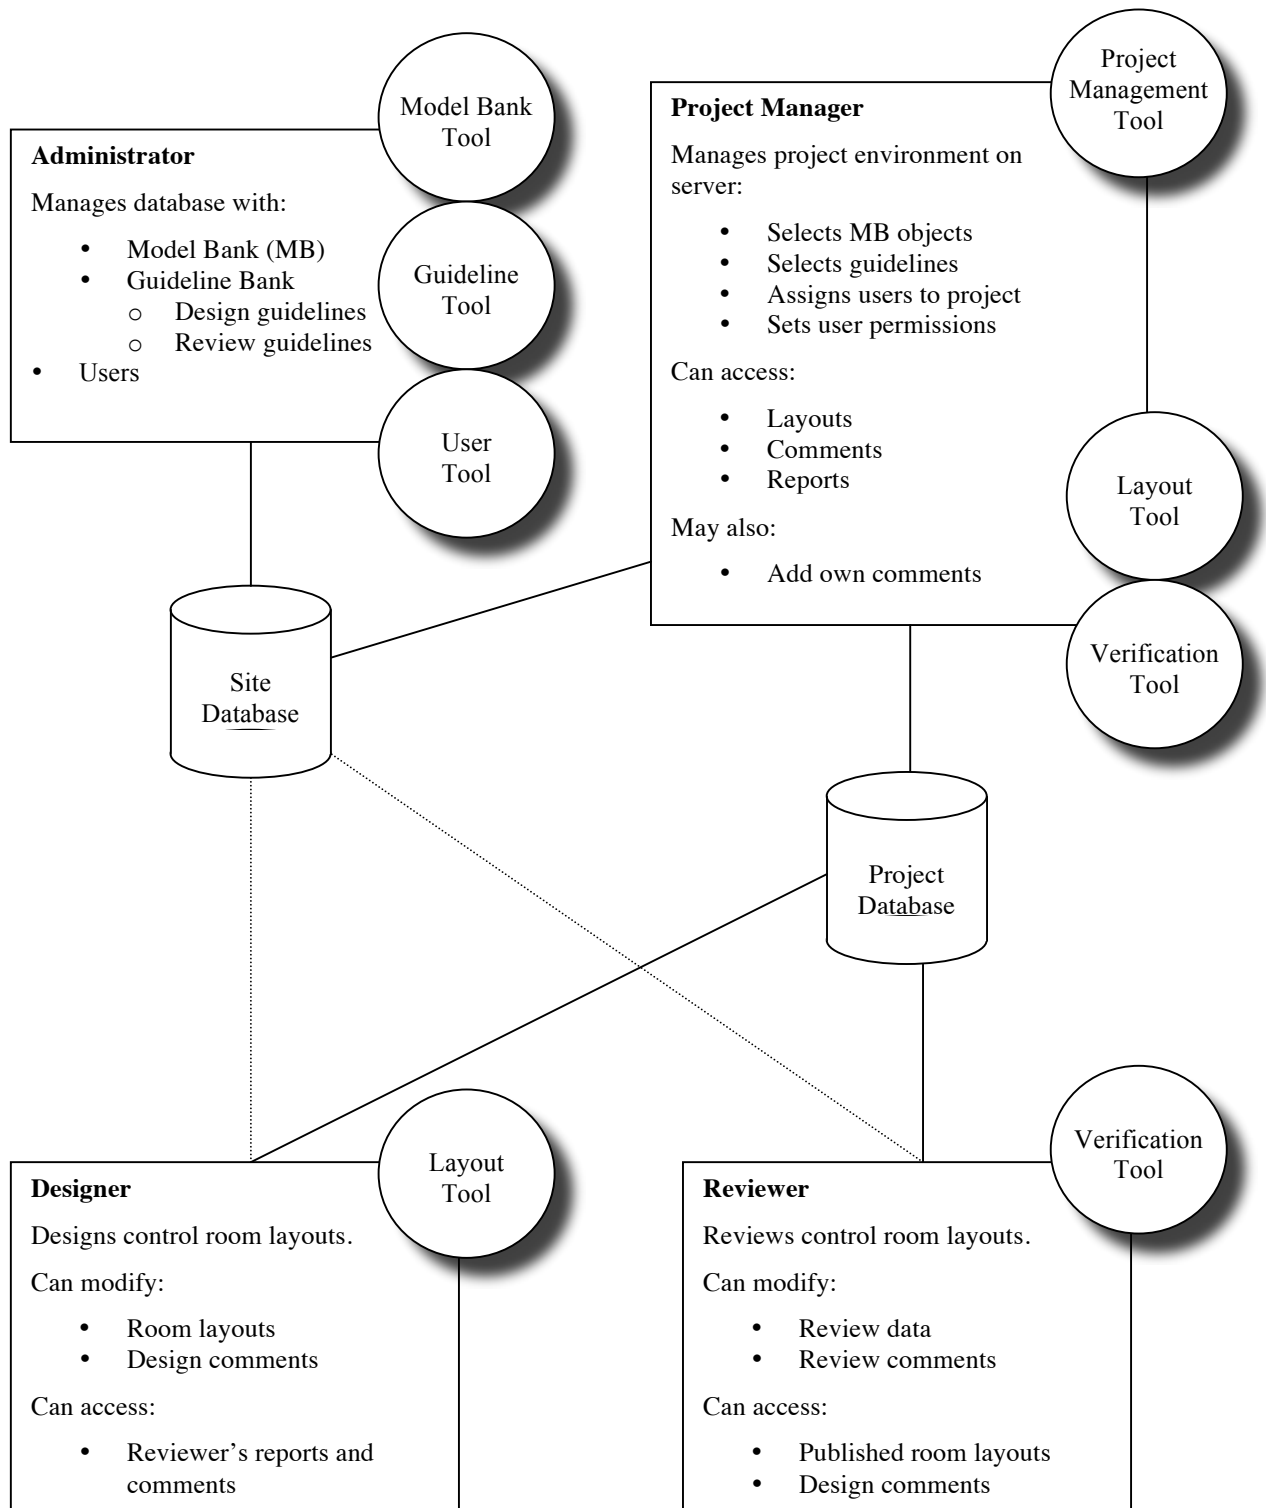 Model Bank
Tool
Administrator
Manages database with:
• Model Bank (MB)
• Guideline Bank
o Design guidelines
o Review guidelines
• Users
Guideline
Tool
User
Tool
Project
Management
Tool
Project Manager
Manages project environment on
server:
• Selects MB objects
• Selects guidelines
• Assigns users to project
• Sets user permissions
Can access:
• Layouts
• Comments
• Reports
May also:
• Add own comments
Layout
Tool
Verification
Tool
Site
Database
Project
Database
Layout
Tool
Designer
Designs control room layouts.
Can modify:
• Room layouts
• Design comments
Can access:
• Reviewer’s reports and
comments
Verification
Tool
Reviewer
Reviews control room layouts.
Can modify:
• Review data
• Review comments
Can access:
• Published room layouts
• Design comments